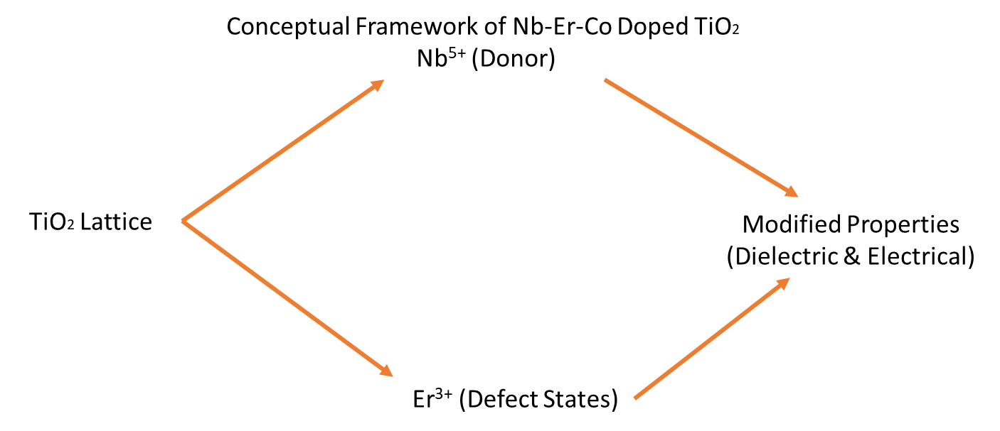 Conceptual Framework of Nb-Er-Co Doped TiO₂
Nb⁵⁺ (Donor)
TiO₂ Lattice
Modified Properties
(Dielectric & Electrical)
Er³⁺ (Defect States)